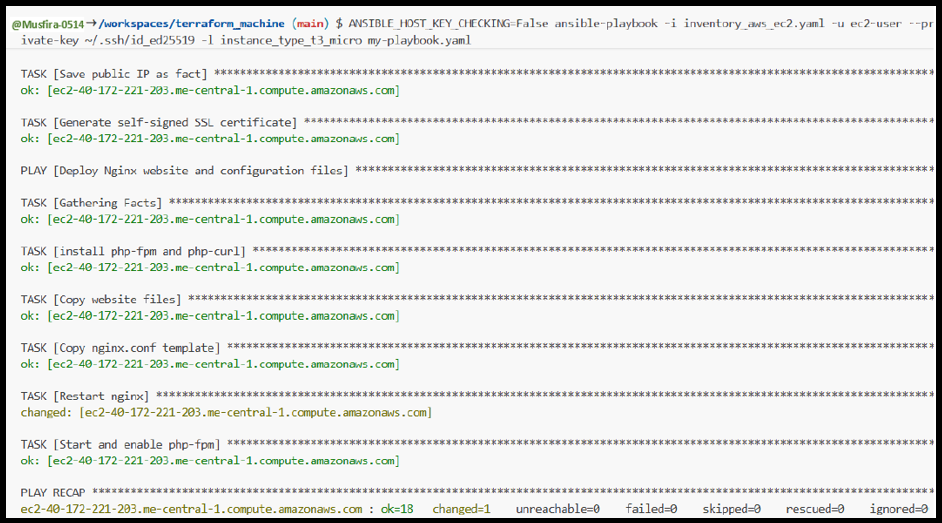 @Musfira-0514 → /workspaces/terraform_machine (main) $ ANSIBLE_HOST_KEY_CHECKING=False ansible-playbook -i inventory_aws_ec2.yaml -u ec2-user --pr
ivate-key ~/.ssh/id_ed25519 -l instance_type_t3_micro my-playbook.yaml
TASK [Save public IP as fact] **************************************************************************************************************
ok: [ec2-40-172-221-203.me-central-1.compute.amazonaws.com]
TASK [Generate self-signed SSL certificate] ************************************************************************************************
ok: [ec2-40-172-221-203.me-central-1.compute.amazonaws.com]
PLAY [Deploy Nginx website and configuration files] ****************************************************************************************
TASK [Gathering Facts] *********************************************************************************************************************
ok: [ec2-40-172-221-203.me-central-1.compute.amazonaws.com]
TASK [install php-fpm and php-curl] ********************************************************************************************************
ok: [ec2-40-172-221-203.me-central-1.compute.amazonaws.com]
TASK [Copy website files] ******************************************************************************************************************
ok: [ec2-40-172-221-203.me-central-1.compute.amazonaws.com]
TASK [Copy nginx.conf template] ************************************************************************************************************
ok: [ec2-40-172-221-203.me-central-1.compute.amazonaws.com]
TASK [Restart nginx] ***********************************************************************************************************************
changed: [ec2-40-172-221-203.me-central-1.compute.amazonaws.com]
TASK [Start and enable php-fpm] ************************************************************************************************************
ok: [ec2-40-172-221-203.me-central-1.compute.amazonaws.com]
PLAY RECAP *********************************************************************************************************************************
ec2-40-172-221-203.me-central-1.compute.amazonaws.com : ok=18 changed=1 unreachable=0 failed=0 skipped=0 rescued=0 ignored=0